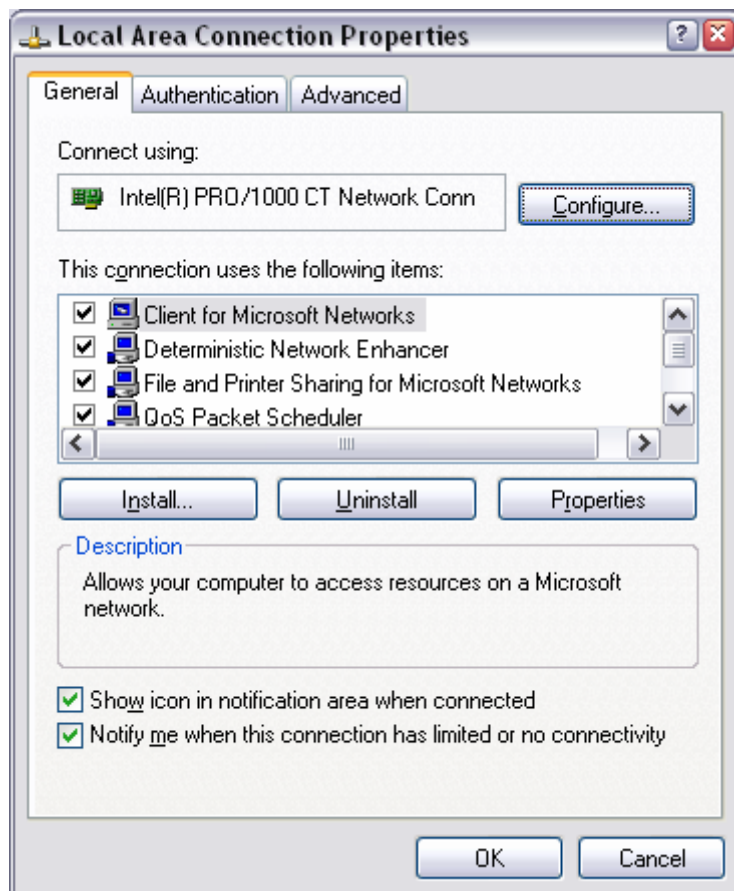 Local Area Connection Properties
General Authentication Advanced
Connect using:
Intel(R) PRO/1000 CT Network Conn
Configure...
This connection uses the following items:
Client for Microsoft Networks
Deterministic Network Enhancer
File and Printer Sharing for Microsoft Networks
QoS Packet Scheduler
Install... Uninstall Properties
Description
Allows your computer to access resources on a Microsoft
network.
Show icon in notification area when connected
Notify me when this connection has limited or no connectivity
OK Cancel